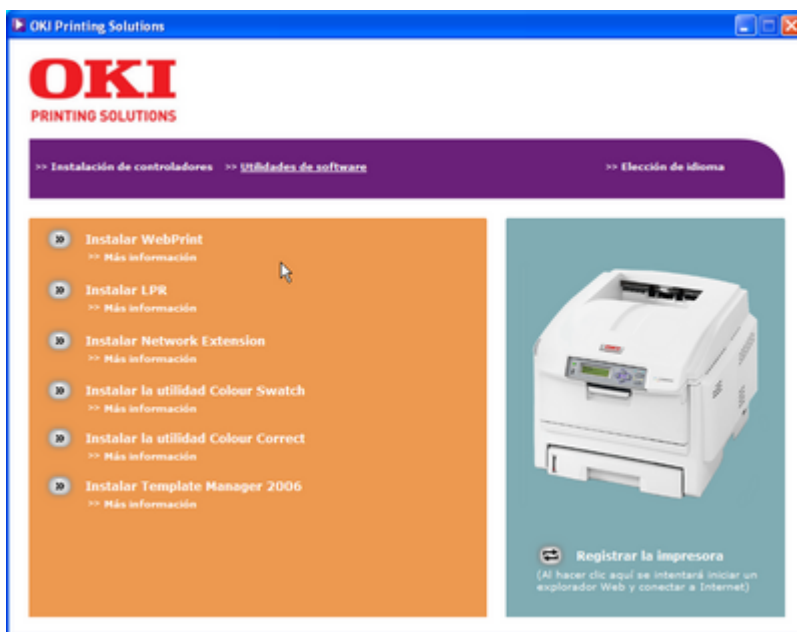 OKI Printing Solutions
OKI
PRINTING SOLUTIONS
>> Instalación de controladores >> Utilidades de software >> Elección de idioma
Instalar WebPrint
>> Más información
Instalar LPR
>> Más información
Instalar Network Extension
>> Más información
Instalar la utilidad Colour Swatch
>> Más información
Instalar la utilidad Colour Correct
>> Más información
Instalar Template Manager 2006
>> Más información
OKI
Registrar la impresora
(Al hacer clic aquí se intentará iniciar un
explorador Web y conectar a Internet)